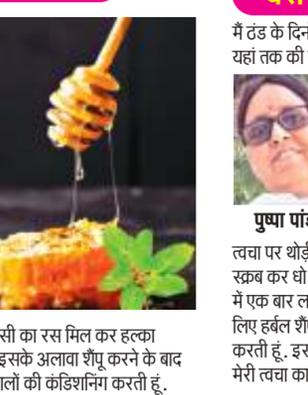 सी का रस मिल कर हल्का
इसके अलावा शैंपू करने के बाद
लों की कंडिशनिंग करती हूं.
मैं ठंड के दिन
यहां तक की
पुष्पा पां
त्वचा पर थोड़
स्क्रब कर घो
में एक बार ल
लिए हर्बल शै
करती हूं. इस
मेरी त्वचा का